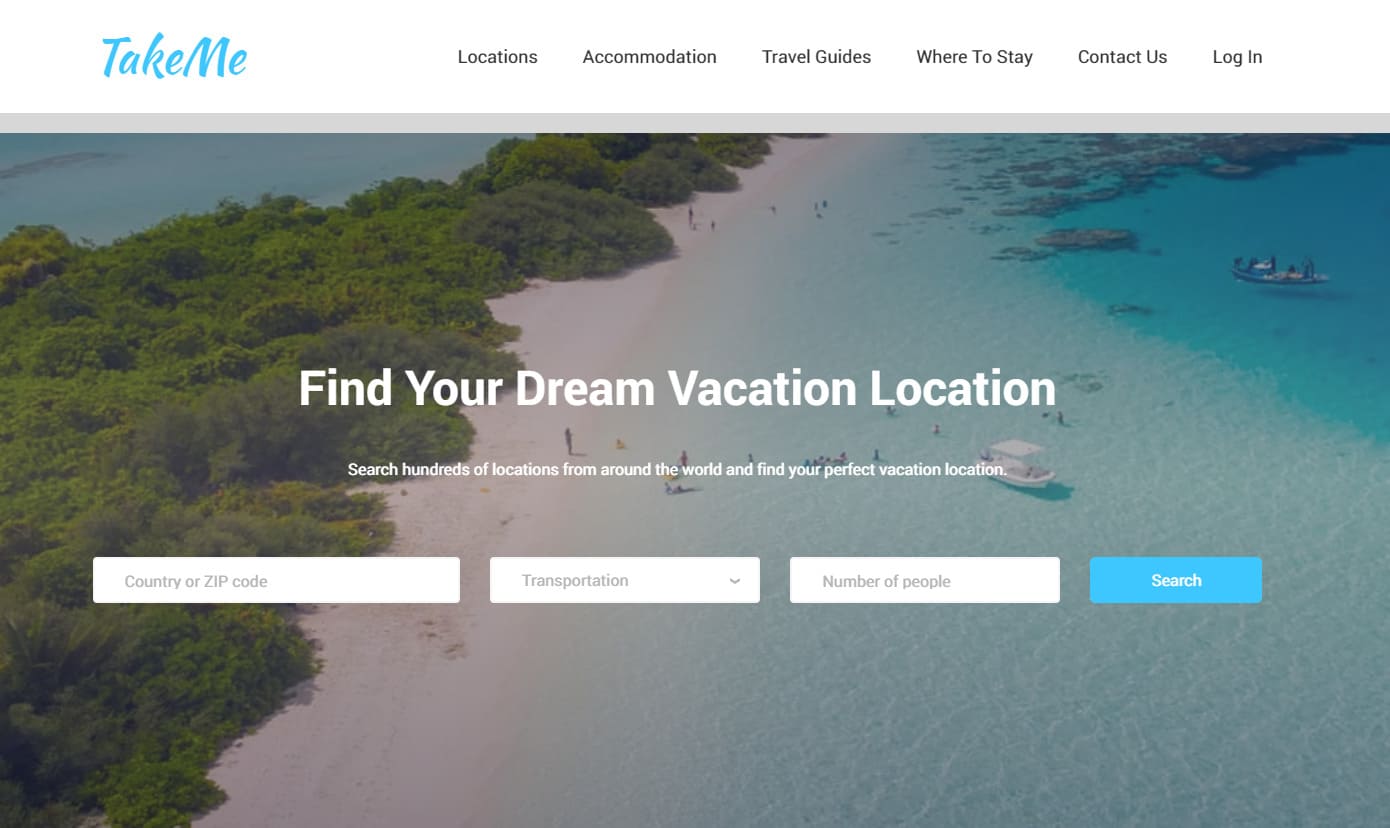 TakeMe
Locations
Accommodation
Travel Guides
Where To Stay
Contact Us
Log In
Find Your Dream Vacation Location
Search hundreds of locations from around the world and find your perfect vacation location.
Country or ZIP code
Transportation
Number of people
Search